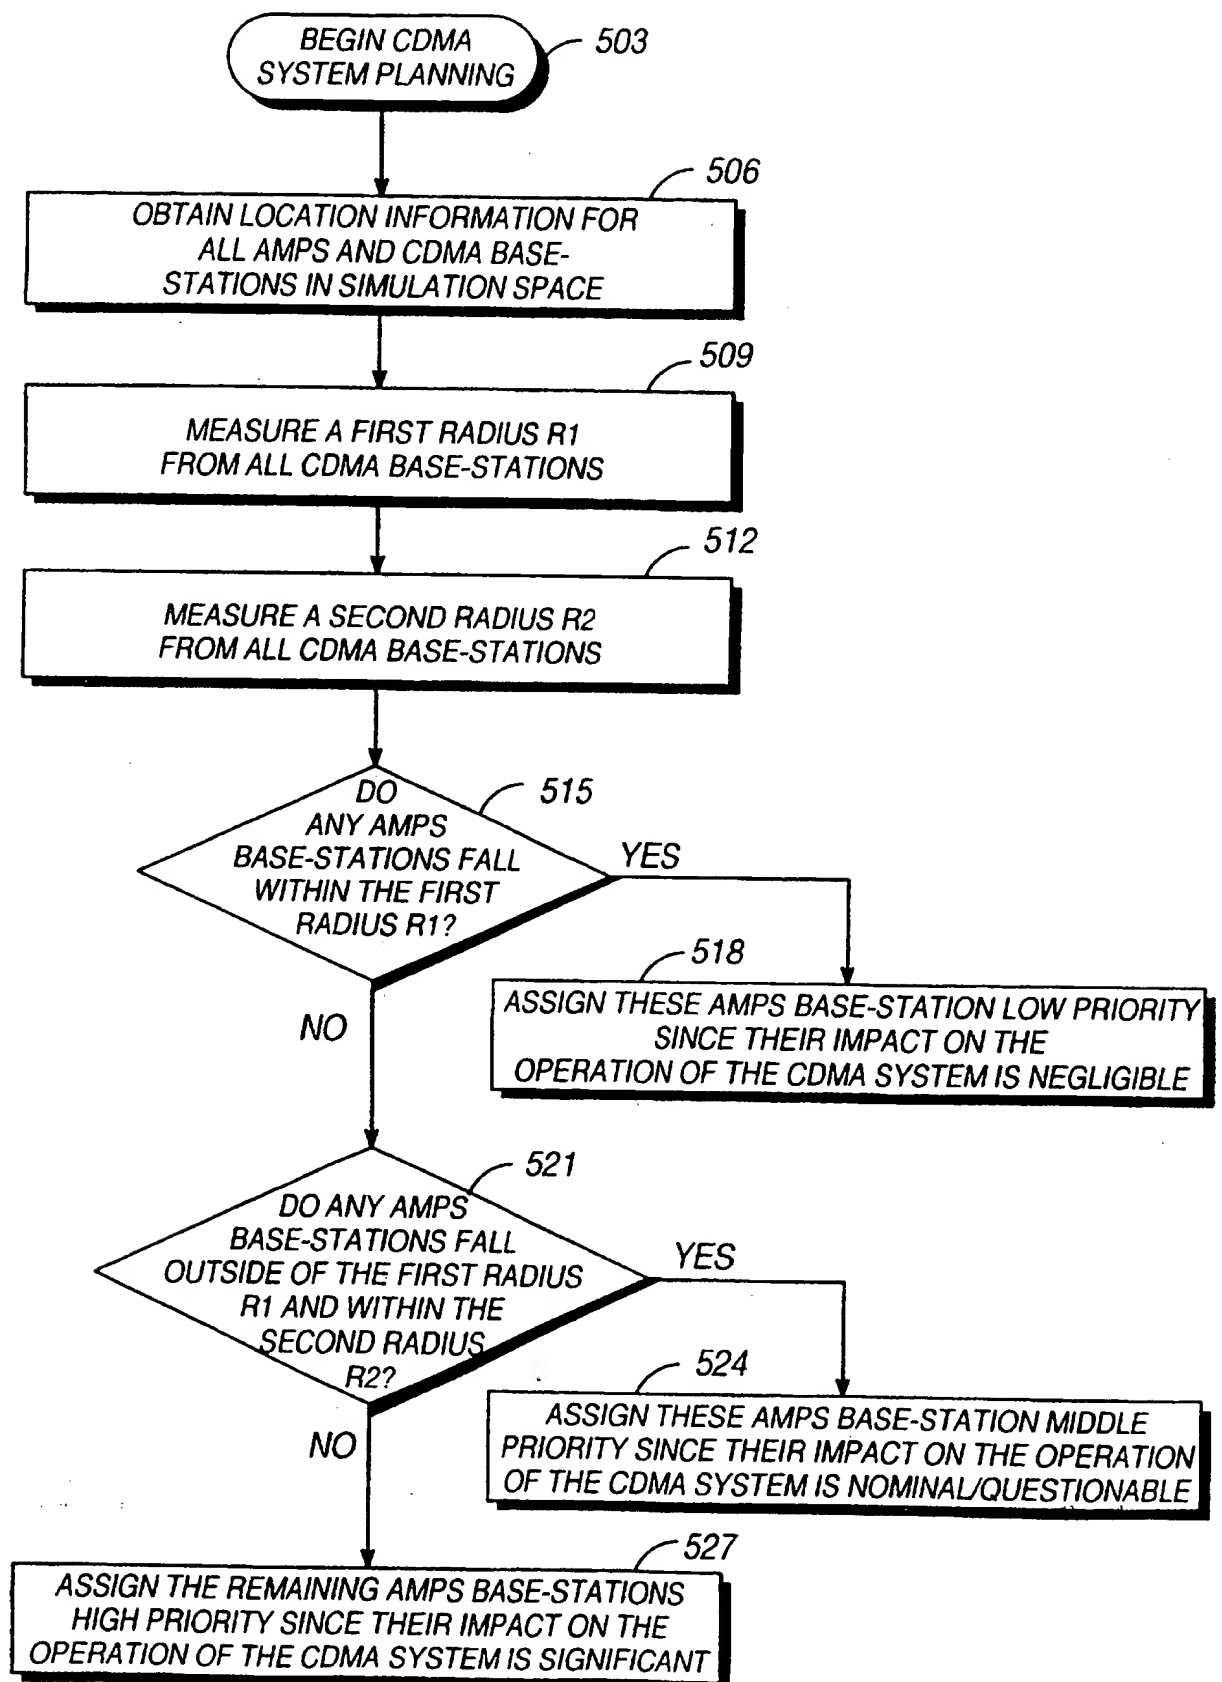 BEGIN CDMA
SYSTEM PLANNING
503
506
OBTAIN LOCATION INFORMATION FOR
ALL AMPS AND CDMA BASE-
STATIONS IN SIMULATION SPACE
509
MEASURE A FIRST RADIUS R1
FROM ALL CDMA BASE-STATIONS
512
MEASURE A SECOND RADIUS R2
FROM ALL CDMA BASE-STATIONS
515
DO
ANY AMPS
BASE-STATIONS FALL
WITHIN THE FIRST
RADIUS R1?
YES
518
ASSIGN THESE AMPS BASE-STATION LOW PRIORITY
SINCE THEIR IMPACT ON THE
OPERATION OF THE CDMA SYSTEM IS NEGLIGIBLE
NO
521
DO ANY AMPS
BASE-STATIONS FALL
OUTSIDE OF THE FIRST RADIUS
R1 AND WITHIN THE
SECOND RADIUS
R2?
YES
524
ASSIGN THESE AMPS BASE-STATION MIDDLE
PRIORITY SINCE THEIR IMPACT ON THE OPERATION
OF THE CDMA SYSTEM IS NOMINAL/QUESTIONABLE
NO
527
ASSIGN THE REMAINING AMPS BASE-STATIONS
HIGH PRIORITY SINCE THEIR IMPACT ON THE
OPERATION OF THE CDMA SYSTEM IS SIGNIFICANT